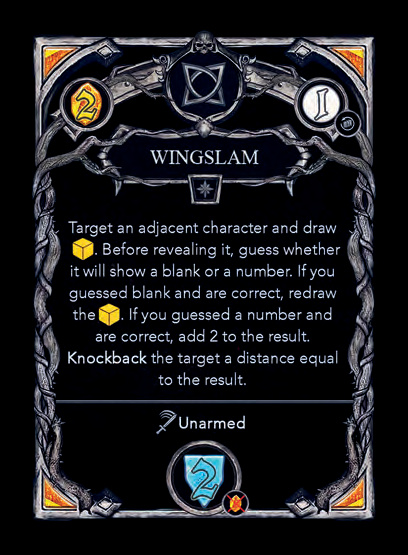 2
1
WINGSLAM
Target an adjacent character and draw
. Before revealing it, guess whether
it will show a blank or a number. If you
guessed blank and are correct, redraw
the . If you guessed a number and
are correct, add 2 to the result.
Knockback the target a distance equal
to the result.
Unarmed
2